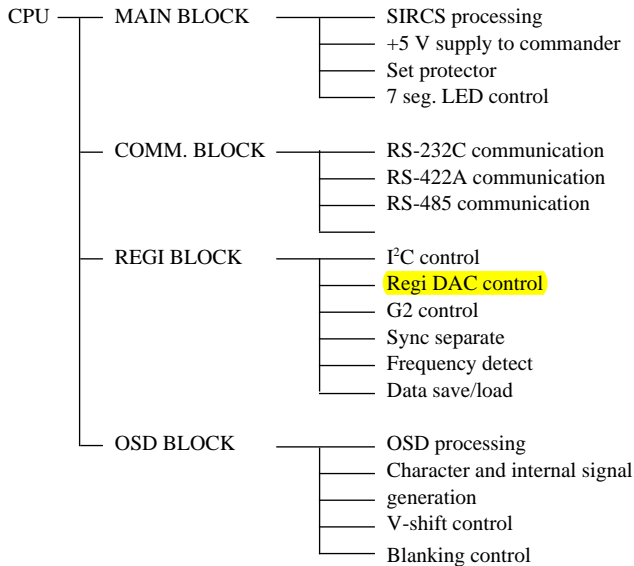 CPU MAIN BLOCK SIRCS processing
+5 V supply to commander
Set protector
7 seg. LED control
COMM. BLOCK RS-232C communication
RS-422A communication
RS-485 communication
REGI BLOCK I²C control
Regi DAC control
G2 control
Sync separate
Frequency detect
Data save/load
OSD BLOCK OSD processing
Character and internal signal
generation
V-shift control
Blanking control